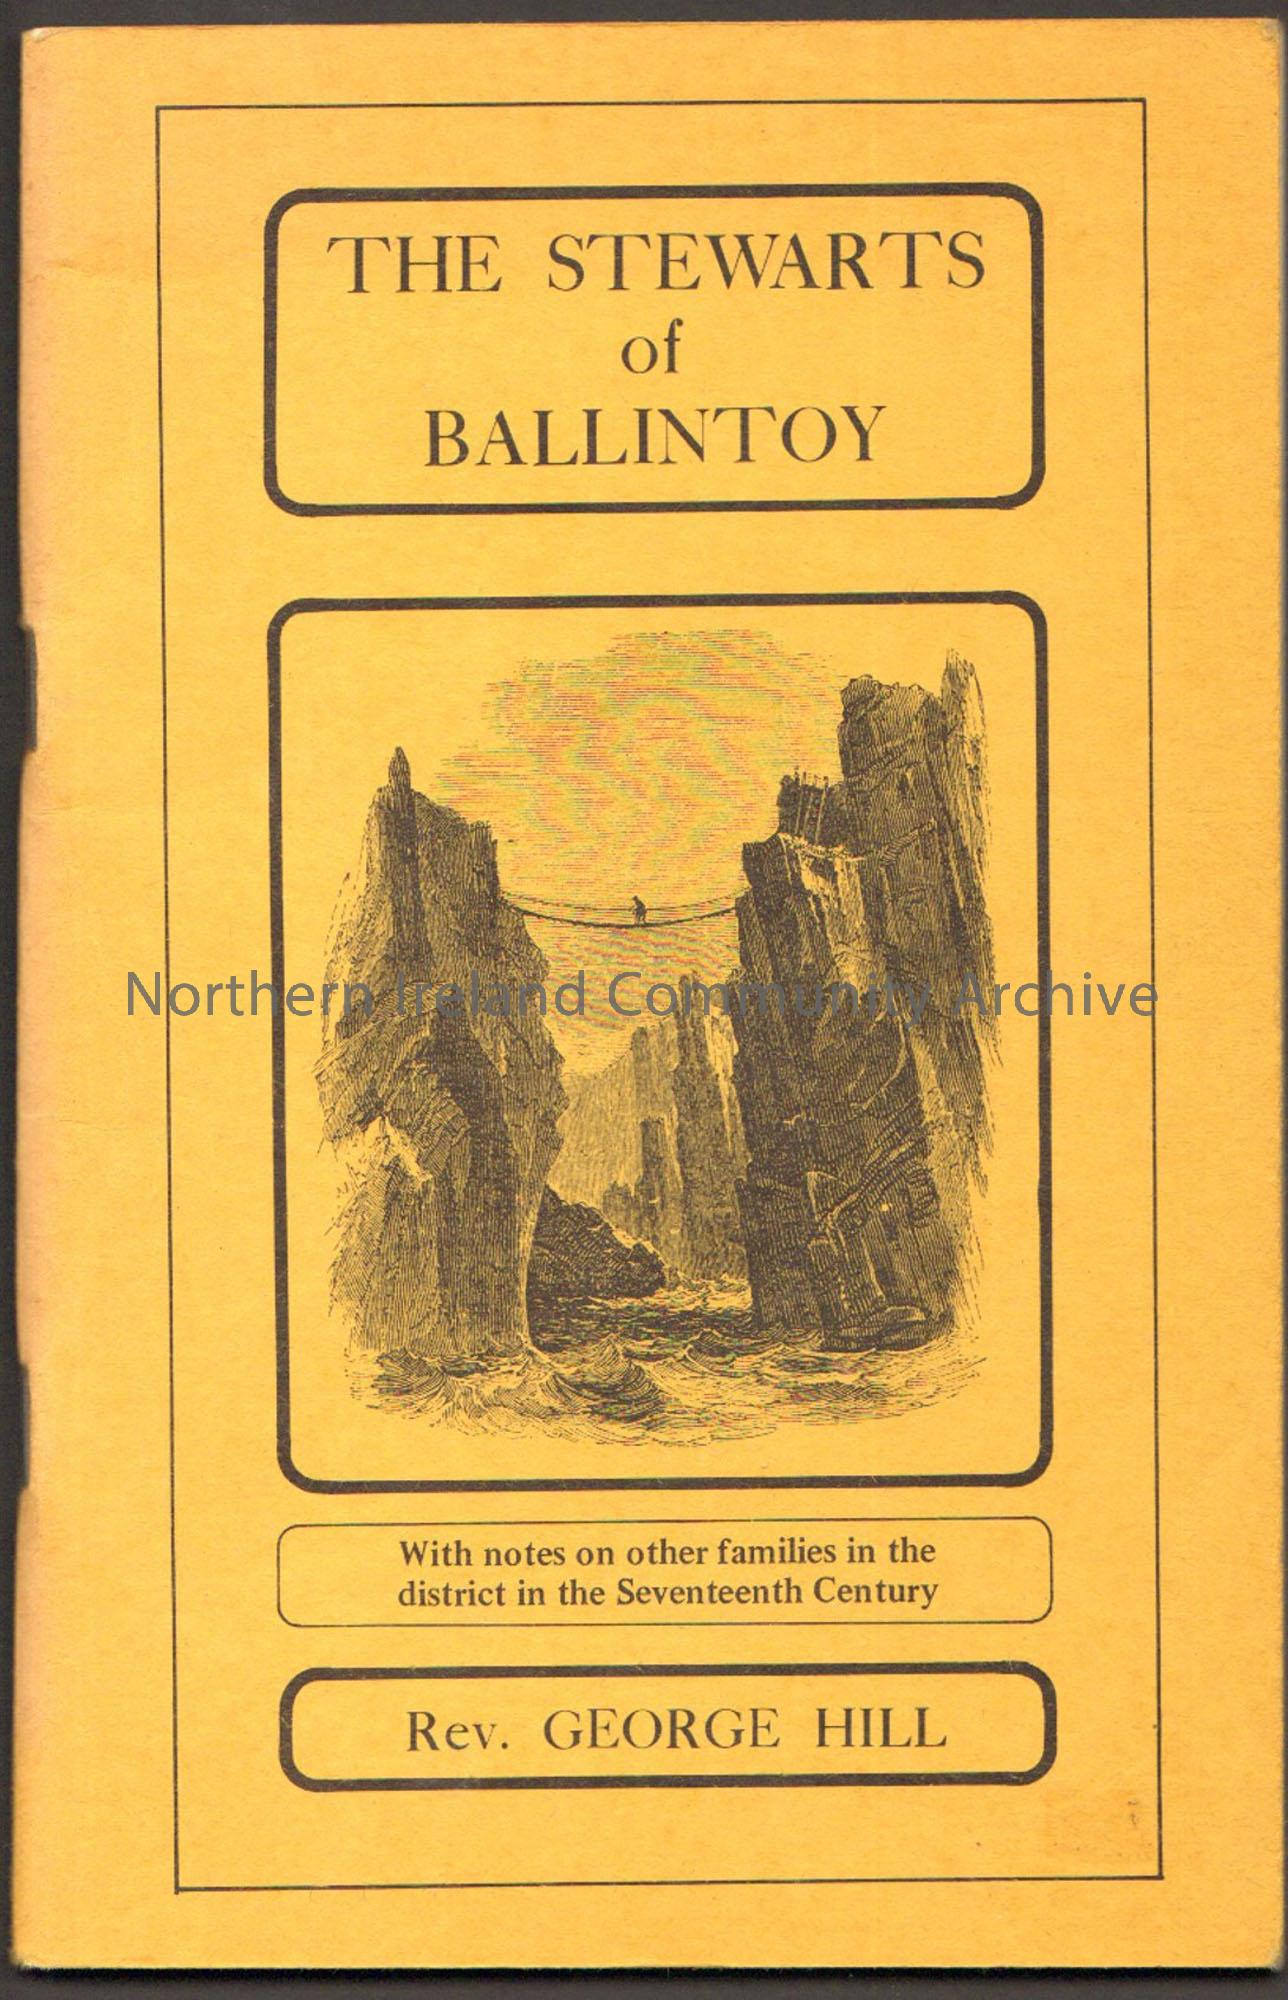 THE STEWARTS
of
BALLINTOY
Northern Ireland Community Archive
With notes on other families in the
district in the Seventeenth Century
Rev. GEORGE HILL